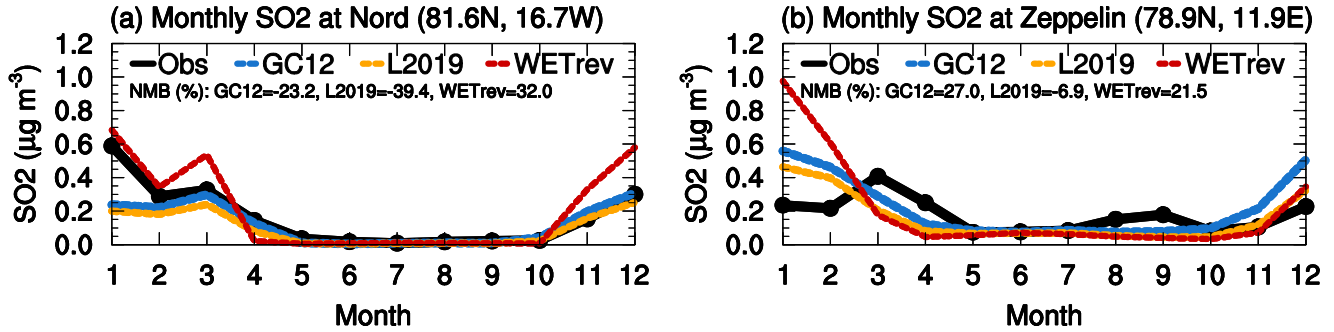 (a) Monthly SO2 at Nord (81.6N, 16.7W)
SO2 (µg m-3)
1.2
1.0
0.8
0.6
0.4
0.2
0.0
Obs GC12 L2019 WETrev
NMB (%): GC12=-23.2, L2019=-39.4, WETrev=32.0
1 2 3 4 5 6 7 8 9 10 11 12
Month
(b) Monthly SO2 at Zeppelin (78.9N, 11.9E)
SO2 (µg m-3)
1.2
1.0
0.8
0.6
0.4
0.2
0.0
Obs GC12 L2019 WETrev
NMB (%): GC12=27.0, L2019=-6.9, WETrev=21.5
1 2 3 4 5 6 7 8 9 10 11 12
Month